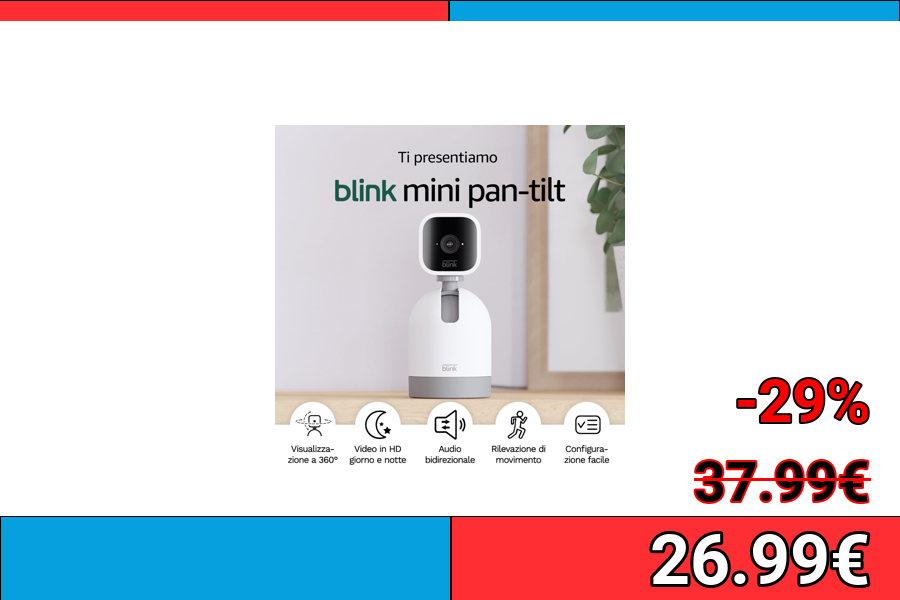 Ti presentiamo
blink mini pan-tilt
blink
blink
Visualizza-
zione a 360°
Video in HD
giorno e notte
Audio
bidirezionale
Rilevazione di
movimento
Configura-
zione facile
-29%
37.99€
26.99€